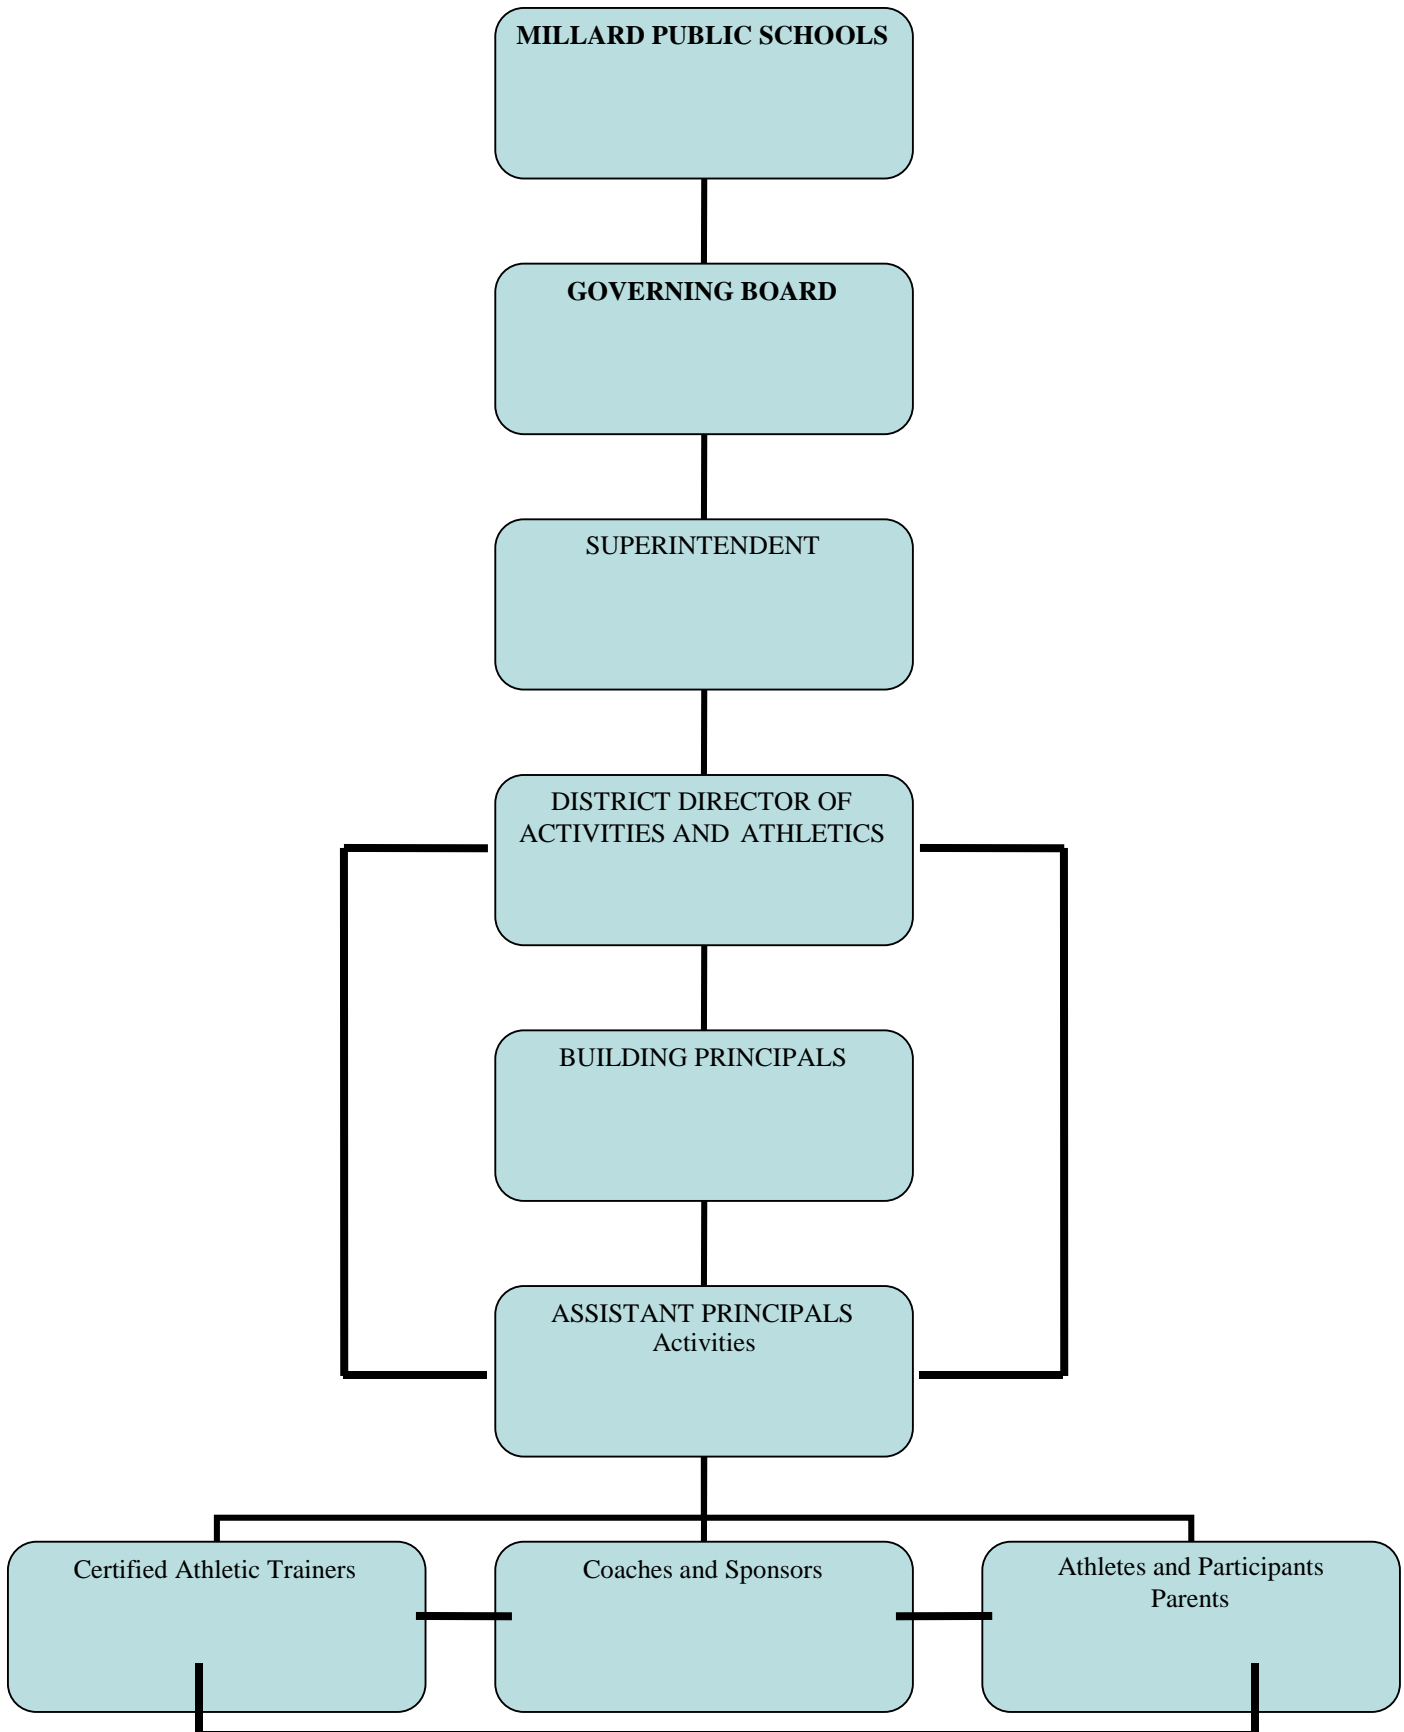 MILLARD PUBLIC SCHOOLS
GOVERNING BOARD
SUPERINTENDENT
DISTRICT DIRECTOR OF
ACTIVITIES AND ATHLETICS
BUILDING PRINCIPALS
ASSISTANT PRINCIPALS
Activities
Certified Athletic Trainers
Coaches and Sponsors
Athletes and Participants
Parents